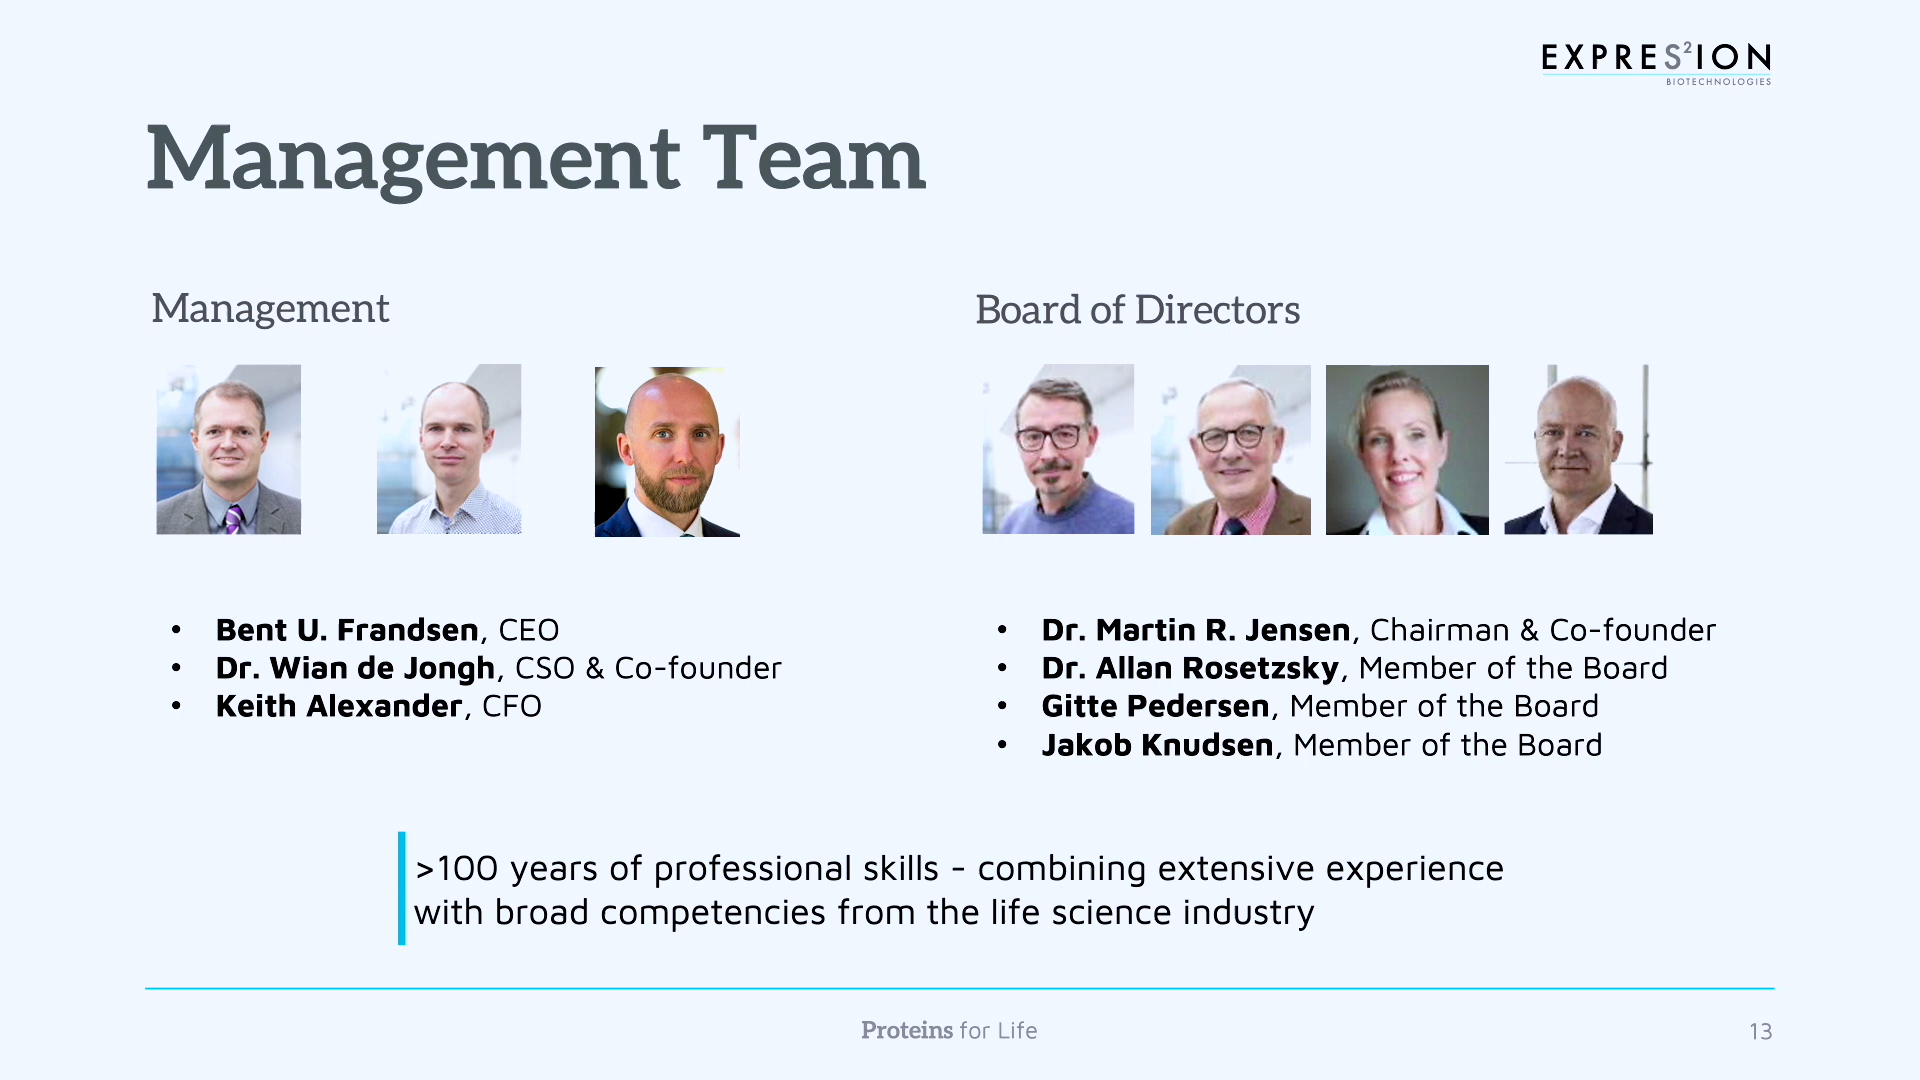 EXPRES²ION
BIOTECHNOLOGIES
Management Team
Management
• Bent U. Frandsen, CEO
• Dr. Wian de Jongh, CSO & Co-founder
• Keith Alexander, CFO
Board of Directors
• Dr. Martin R. Jensen, Chairman & Co-founder
• Dr. Allan Rosetzsky, Member of the Board
• Gitte Pedersen, Member of the Board
• Jakob Knudsen, Member of the Board
>100 years of professional skills - combining extensive experience
with broad competencies from the life science industry
Proteins for Life
13